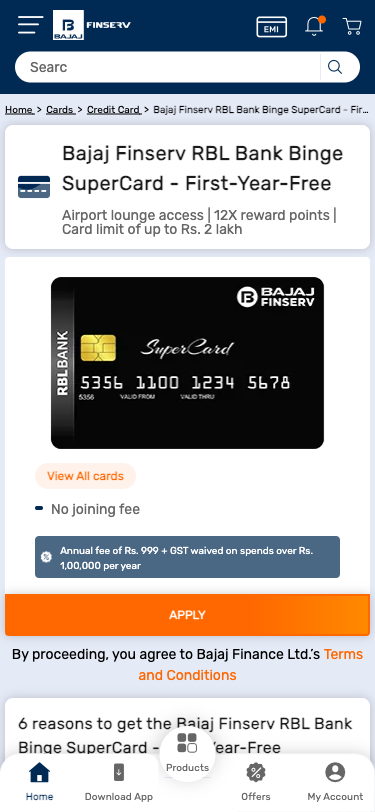 BAJAJ FINSERV
EMI
Searc
Home > Cards > Credit Card > Bajaj Finserv RBL Bank Binge SuperCard - Fir...
Bajaj Finserv RBL Bank Binge
SuperCard - First-Year-Free
Airport lounge access | 12X reward points |
Card limit of up to Rs. 2 lakh
BAJAJ
FINSERV
RBLBANK
SuperCard
5356 1100 1234 5678
5356 VALID FROM VALID THRU
View All cards
No joining fee
Annual fee of Rs. 999 + GST waived on spends over Rs.
1,00,000 per year
APPLY
By proceeding, you agree to Bajaj Finance Ltd.'s Terms
and Conditions
6 reasons to get the Bajaj Finserv RBL Bank
Binge SuperCard - Year-Free
Home
Download App
Products
Offers
My Account